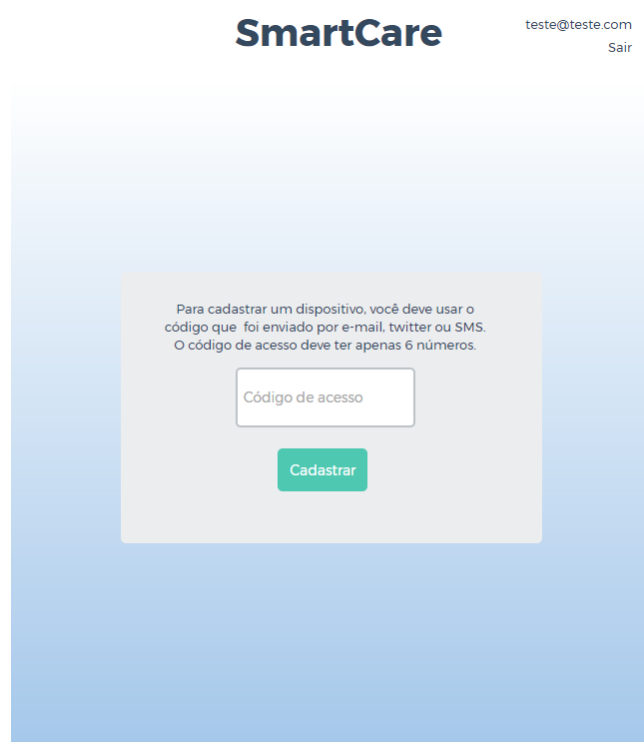 SmartCare
teste@teste.com
Sair
Para cadastrar um dispositivo, você deve usar o
código que foi enviado por e-mail, twitter ou SMS.
O código de acesso deve ter apenas 6 números.
Código de acesso
Cadastrar